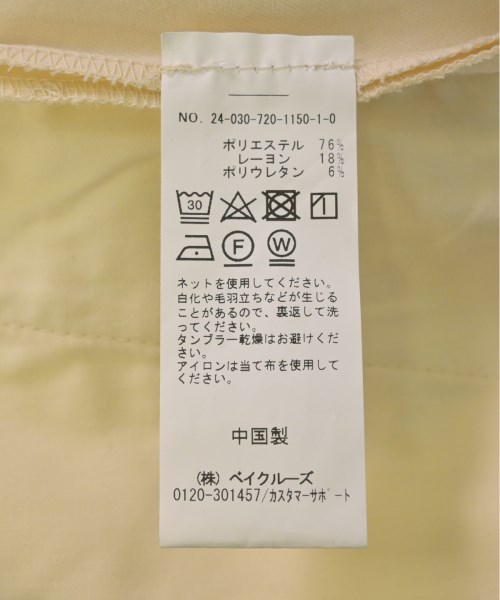 NO. 24-030-720-1150-1-0
ポリエステル 76%
レーヨン 18%
ポリウレタン 6%
30
F W
ネットを使用してください。
白化や毛羽立ちなどが生じる
ことがあるので、裏返して洗
ってください。
タンブラー乾燥はお避けくだ
さい。
アイロンは当て布を使用して
ください。
中国製
(株) ベイクルーズ
0120-301457/カスタマーサポート